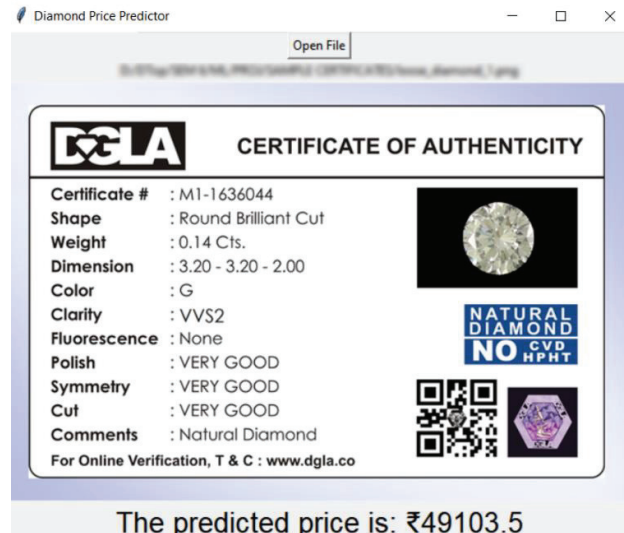 Diamond Price Predictor
Open File
DGLA
CERTIFICATE OF AUTHENTICITY
Certificate # : M1-1636044
Shape : Round Brilliant Cut
Weight : 0.14 Cts.
Dimension : 3.20 - 3.20 - 2.00
Color : G
Clarity : VVS2
Fluorescence : None
Polish : VERY GOOD
Symmetry : VERY GOOD
Cut : VERY GOOD
Comments : Natural Diamond
For Online Verification, T & C : www.dgla.co
NATURAL
DIAMOND
NO CVD HPHT
The predicted price is: ₹49103.5